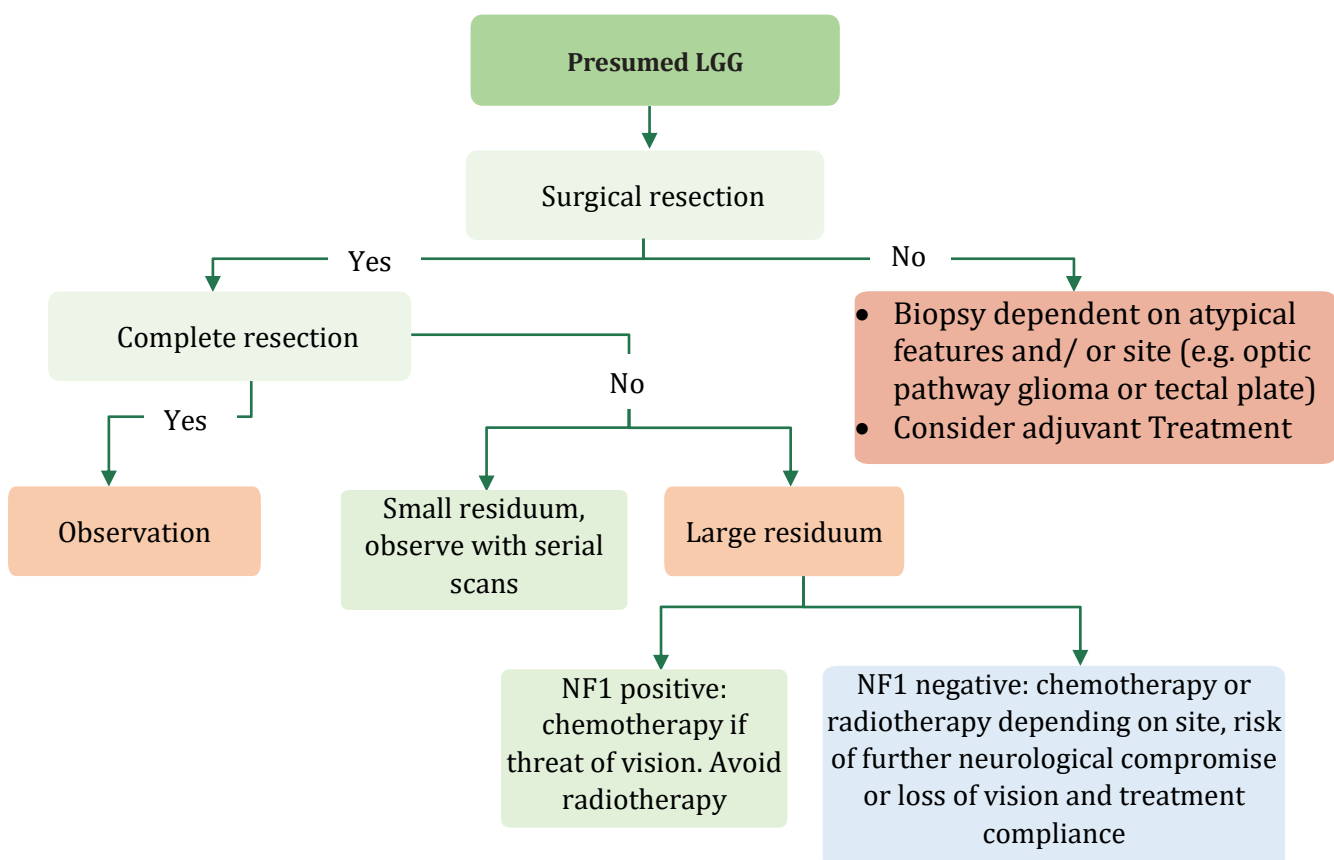 Presumed LGG
Surgical resection
Yes
No
Complete resection
• Biopsy dependent on atypical
features and/ or site (e.g. optic
pathway glioma or tectal plate)
• Consider adjuvant Treatment
No
Yes
Observation
Small residuum,
observe with serial
scans
Large residuum
NF1 positive:
chemotherapy if
threat of vision. Avoid
radiotherapy
NF1 negative: chemotherapy or
radiotherapy depending on site, risk
of further neurological compromise
or loss of vision and treatment
compliance